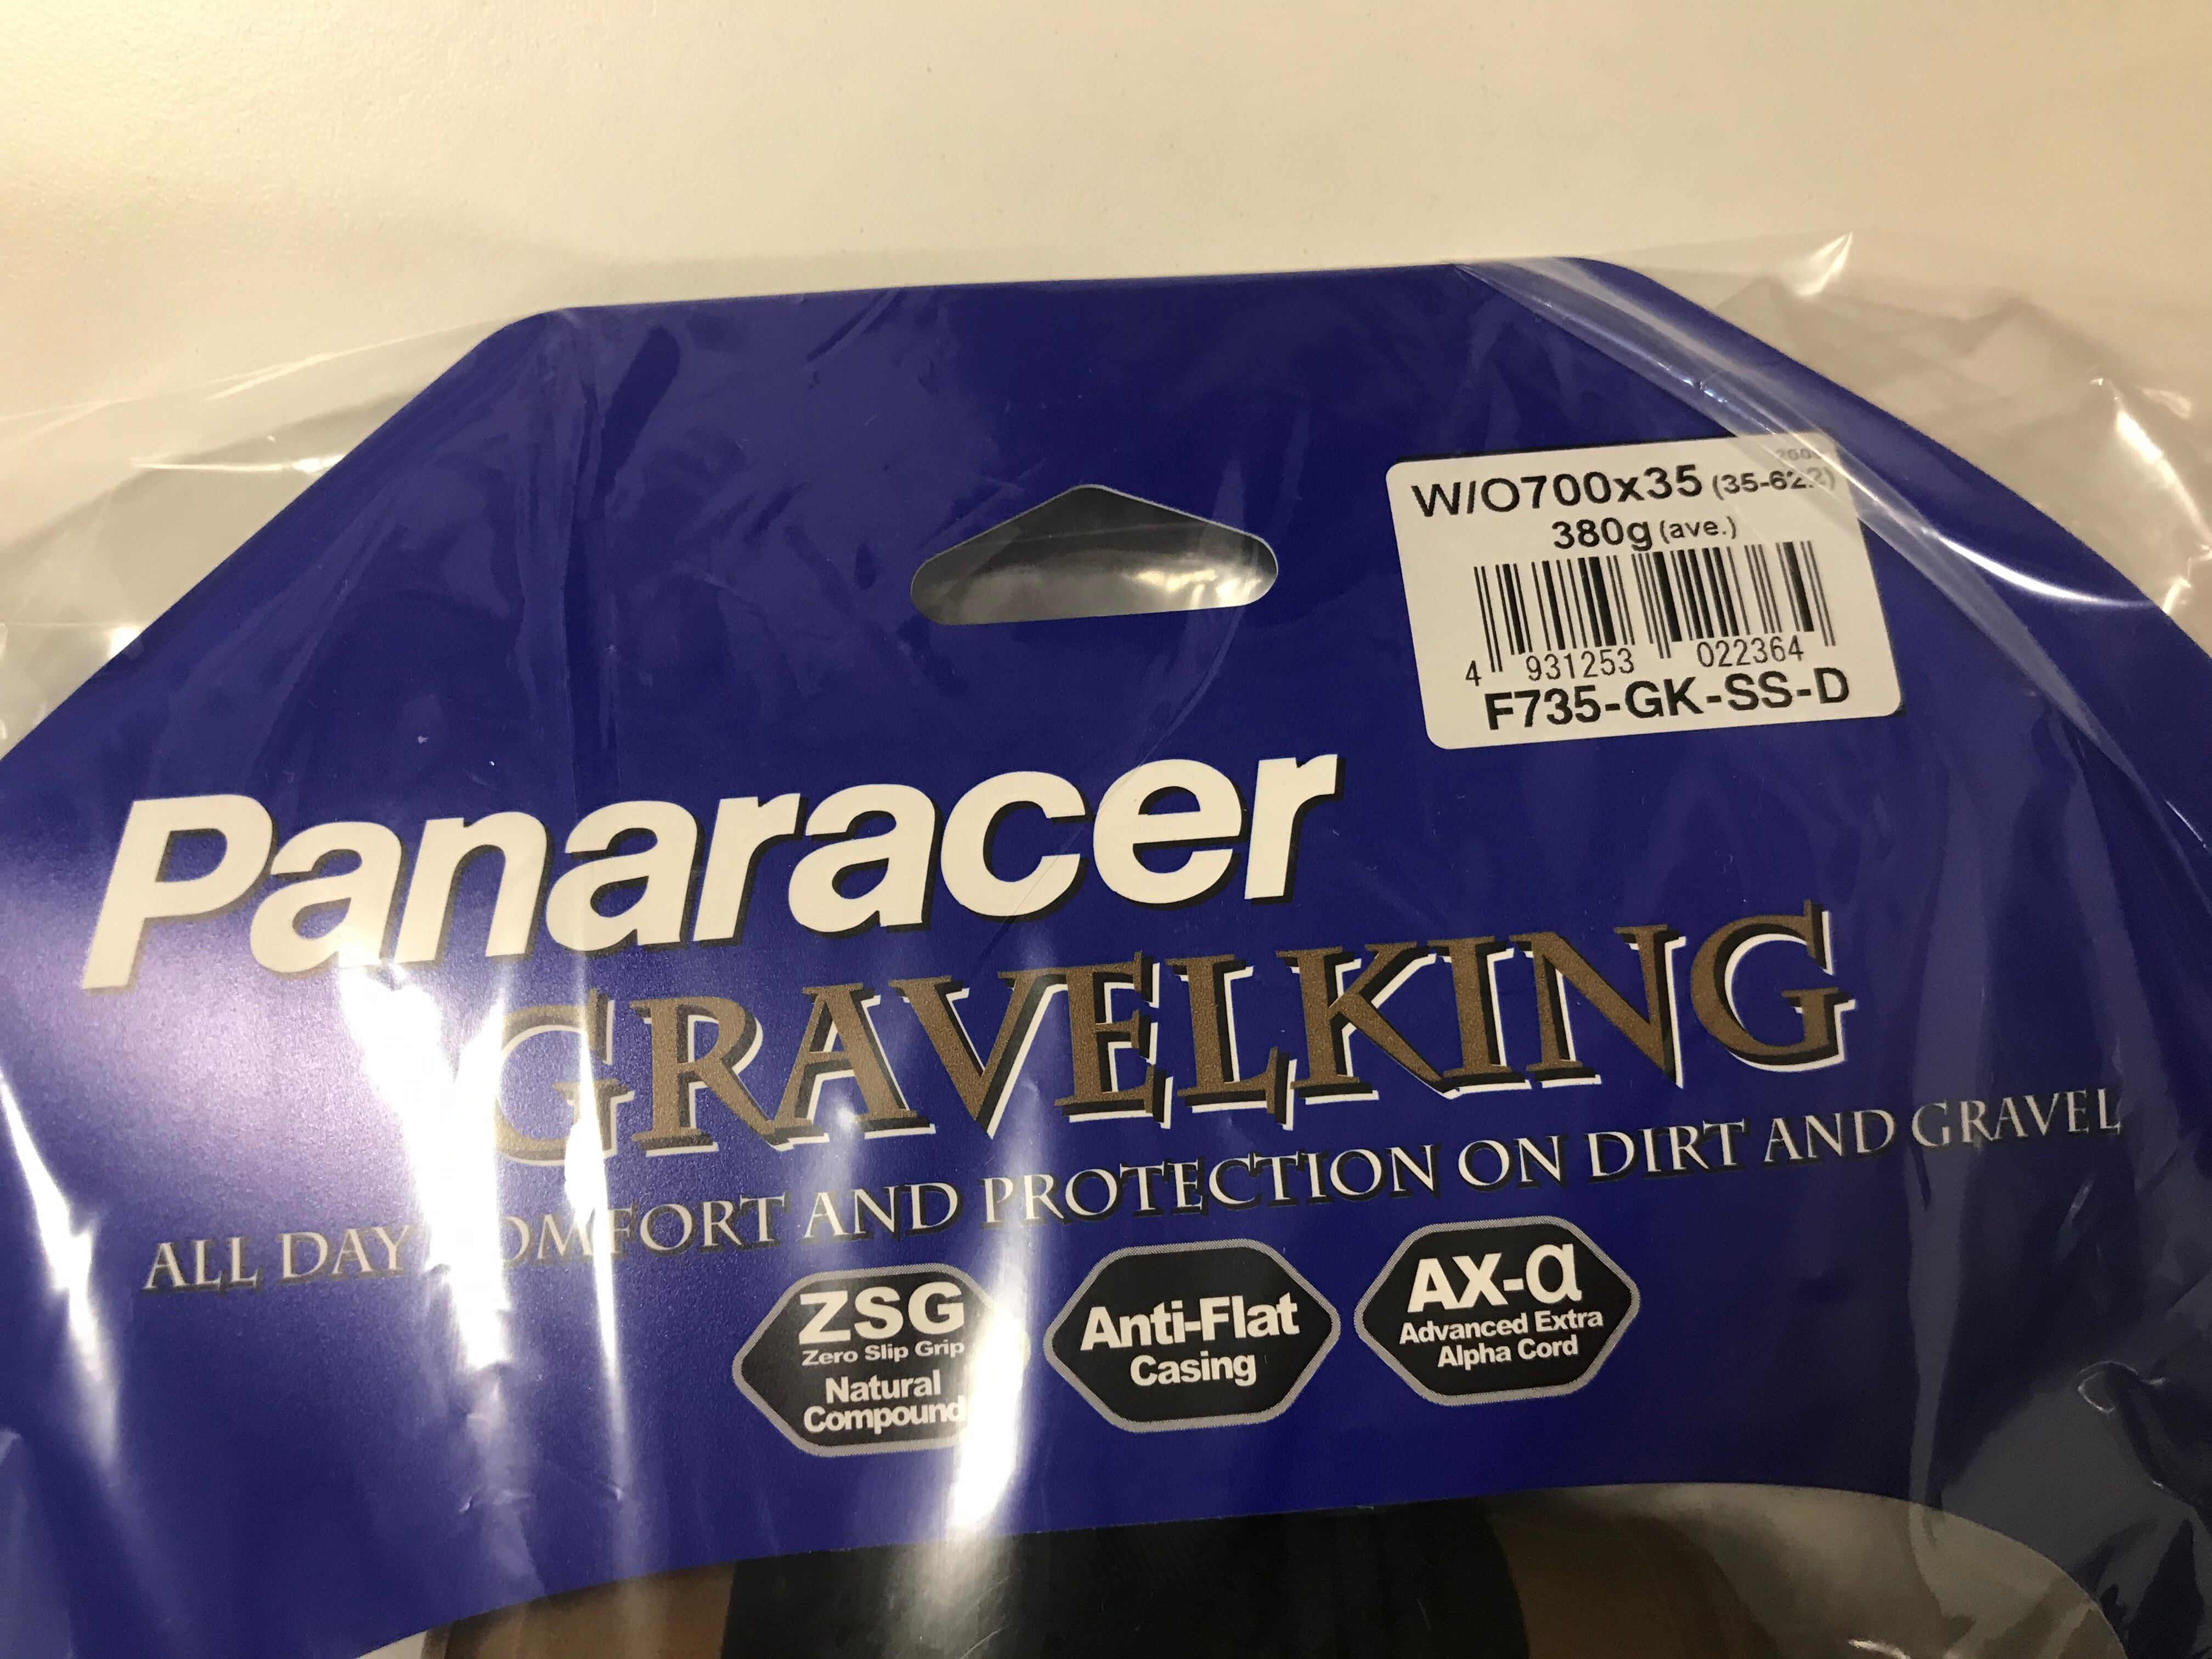 W/O700x35 (35-622)
380g (ave.)
4 931253 022364
F735-GK-SS-D
Panaracer
GRAVELKING
ALL DAY COMFORT AND PROTECTION ON DIRT AND GRAVEL
ZSG
Zero Slip Grip
Natural
Compound
Anti-Flat
Casing
AX-α
Advanced Extra
Alpha Cord